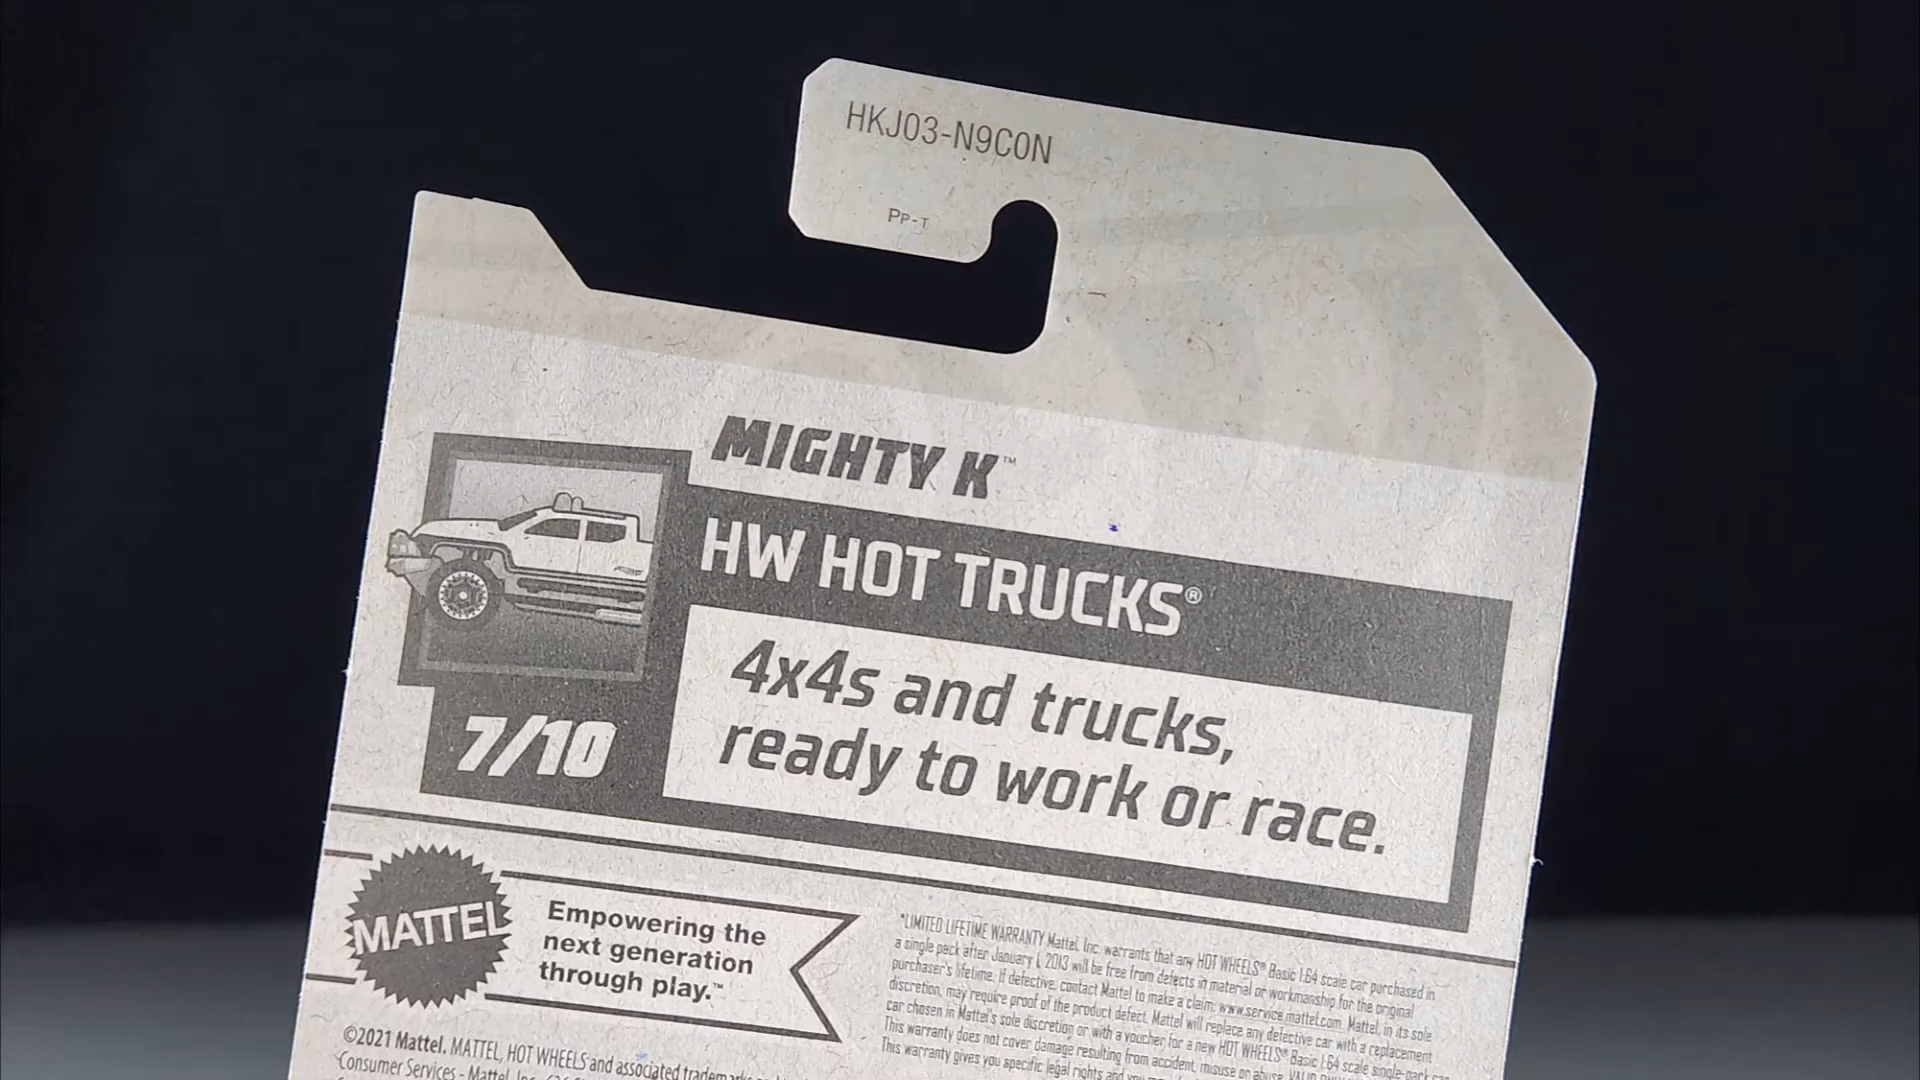 HKJ03-N9C0N
PP-T
MIGHTY K™
HW HOT TRUCKS®
4x4s and trucks,
ready to work or race.
7/10
MATTEL
Empowering the
next generation
through play.™
*LIMITED LIFETIME WARRANTY Mattel, Inc. warrants that any HOT WHEELS® Basic 1:64 scale car purchased in
a single pack after January 1, 2013 will be free from defects in material or workmanship for the original
purchaser's lifetime. If defective, contact Mattel to make a claim: www.service.mattel.com. Mattel, in its sole
discretion, may require proof of the product defect. Mattel will replace any defective car with a replacement
car chosen in Mattel's sole discretion or with a voucher for a new HOT WHEELS® Basic 1:64 scale single-pack car.
This warranty does not cover damage resulting from accident, misuse or abuse.
This warranty gives you specific legal rights and
©2021 Mattel. MATTEL, HOT WHEELS and associated
Consumer Services - Mattel, Inc.